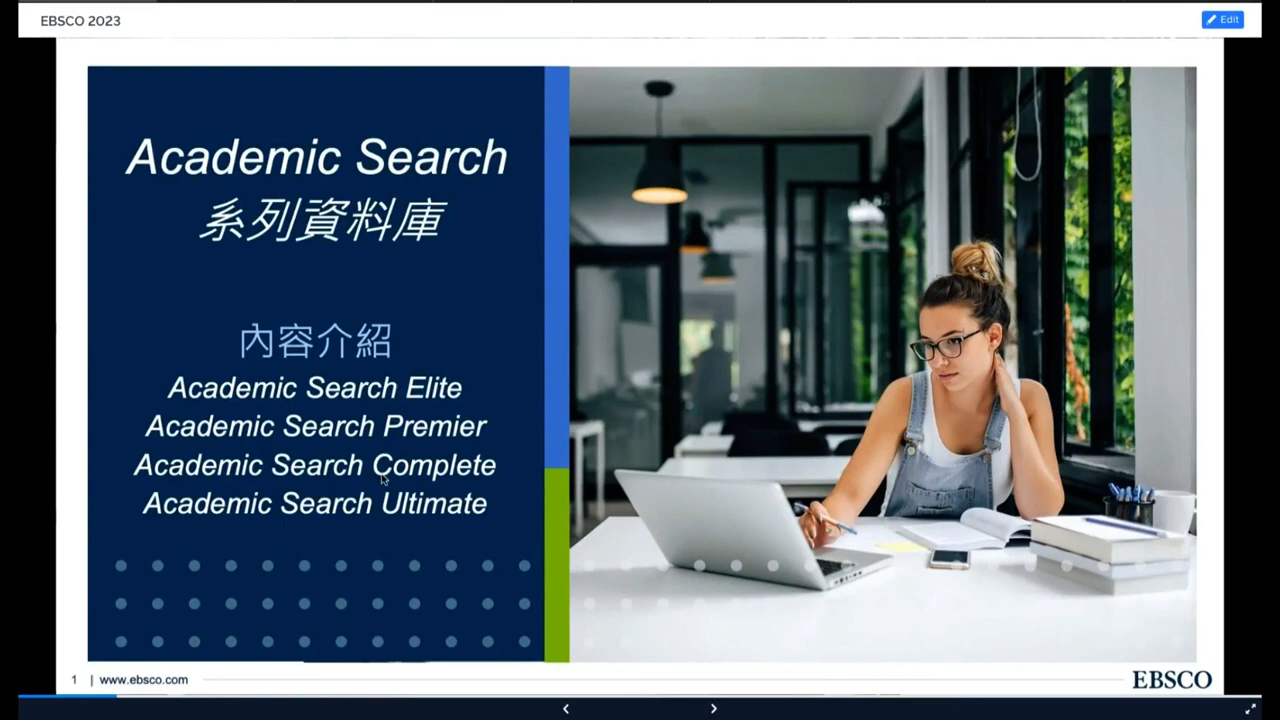 EBSCO 2023
Edit
Academic Search
系列資料庫
內容介紹
Academic Search Elite
Academic Search Premier
Academic Search Complete
Academic Search Ultimate
1 | www.ebsco.com
EBSCO